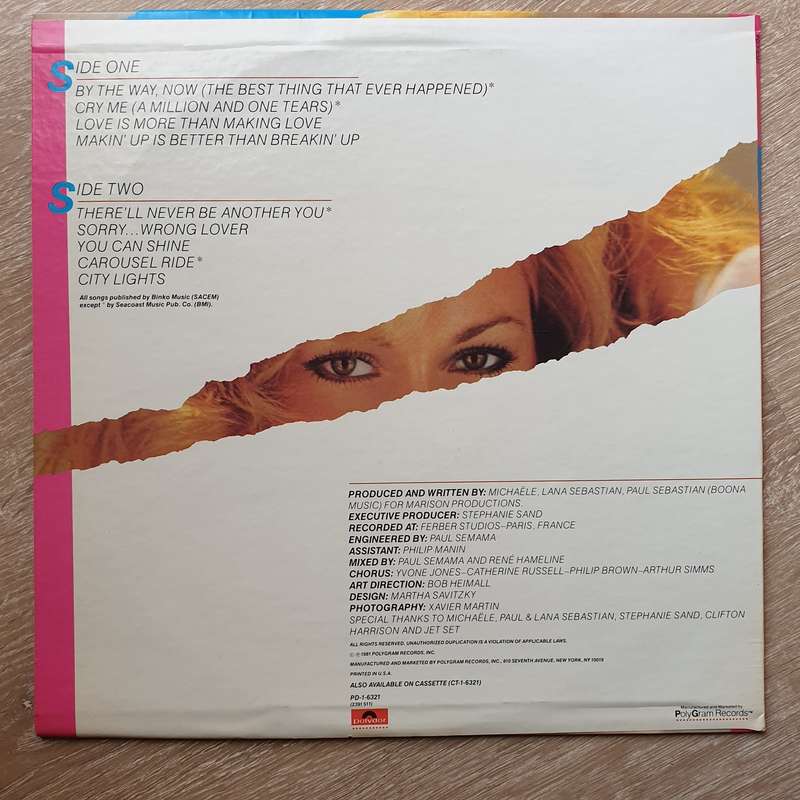 SIDE ONE
BY THE WAY, NOW (THE BEST THING THAT EVER HAPPENED)*
CRY ME (A MILLION AND ONE TEARS)*
LOVE IS MORE THAN MAKING LOVE
MAKIN' UP IS BETTER THAN BREAKIN' UP
SIDE TWO
THERE'LL NEVER BE ANOTHER YOU*
SORRY...WRONG LOVER
YOU CAN SHINE
CAROUSEL RIDE*
CITY LIGHTS
All songs published by Binko Music (SACEM)
except * by Seacoast Music Pub. Co. (BMI).
PRODUCED AND WRITTEN BY: MICHAËLE, LANA SEBASTIAN, PAUL SEBASTIAN (BOONA
MUSIC) FOR MARISON PRODUCTIONS.
EXECUTIVE PRODUCER: STEPHANIE SAND
RECORDED AT: FERBER STUDIOS–PARIS, FRANCE
ENGINEERED BY: PAUL SEMAMA
ASSISTANT: PHILIP MANIN
MIXED BY: PAUL SEMAMA AND RENÉ HAMELINE
CHORUS: YVONE JONES–CATHERINE RUSSELL–PHILIP BROWN–ARTHUR SIMMS
ART DIRECTION: BOB HEIMALL
DESIGN: MARTHA SAVITZKY
PHOTOGRAPHY: XAVIER MARTIN
SPECIAL THANKS TO MICHAËLE, PAUL & LANA SEBASTIAN, STEPHANIE SAND, CLIFTON
HARRISON AND JET SET
ALL RIGHTS RESERVED. UNAUTHORIZED DUPLICATION IS A VIOLATION OF APPLICABLE LAWS.
© ℗ 1981 POLYGRAM RECORDS, INC.
MANUFACTURED AND MARKETED BY POLYGRAM RECORDS, INC., 810 SEVENTH AVENUE, NEW YORK, NY 10019
PRINTED IN U.S.A.
ALSO AVAILABLE ON CASSETTE (CT-1-6321)
PD-1-6321
(2391 511)
polydor
Manufactured and Marketed by
PolyGram Records™